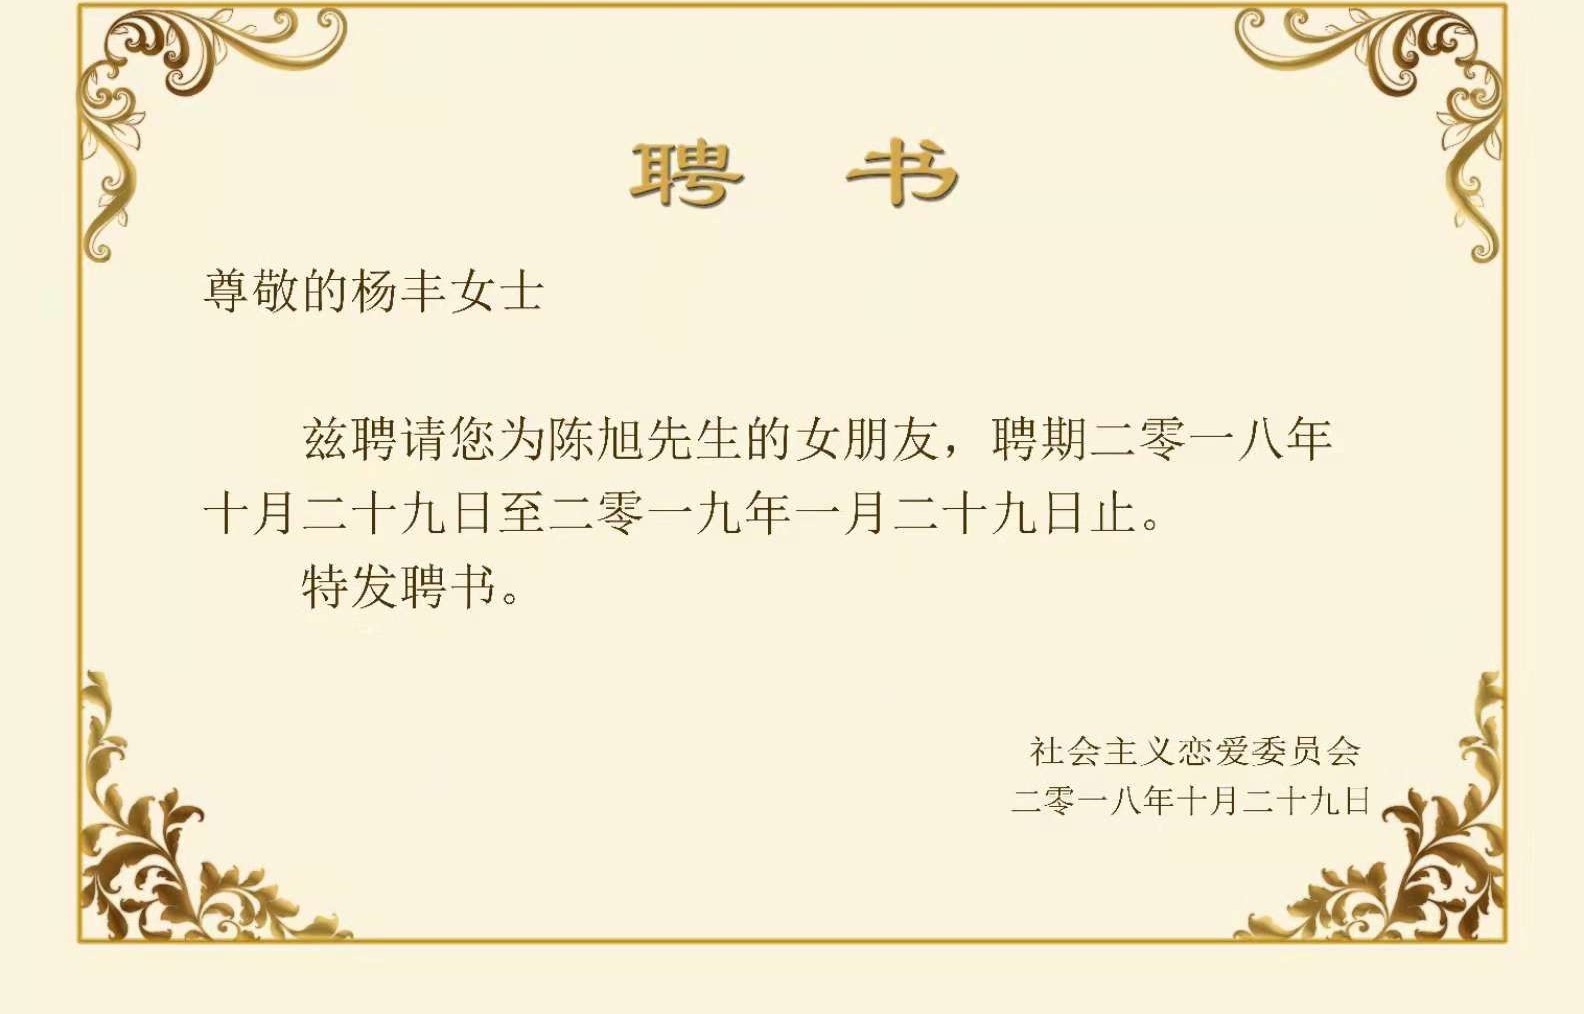 聘 书
尊敬的杨丰女士
兹聘请您为陈旭先生的女朋友，聘期二零一八年
十月二十九日至二零一九年一月二十九日止。
特发聘书。
社会主义恋爱委员会
二零一八年十月二十九日